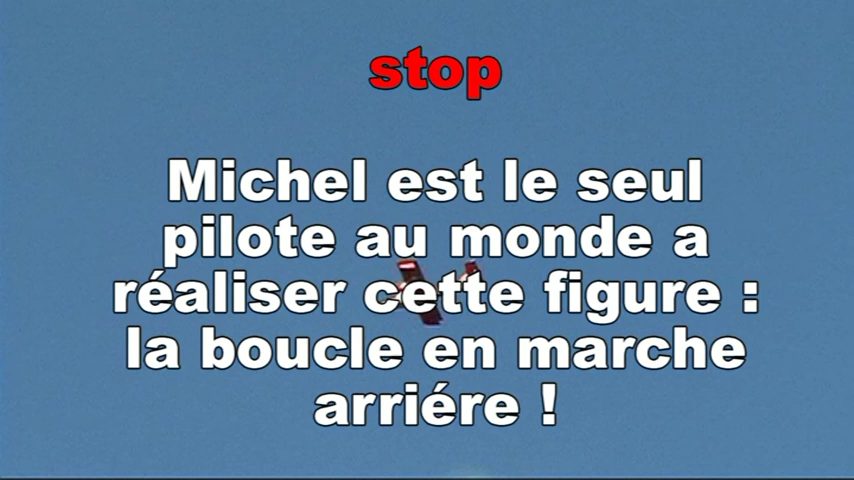 stop
Michel est le seul
pilote au monde a
réaliser cette figure :
la boucle en marche
arriére !